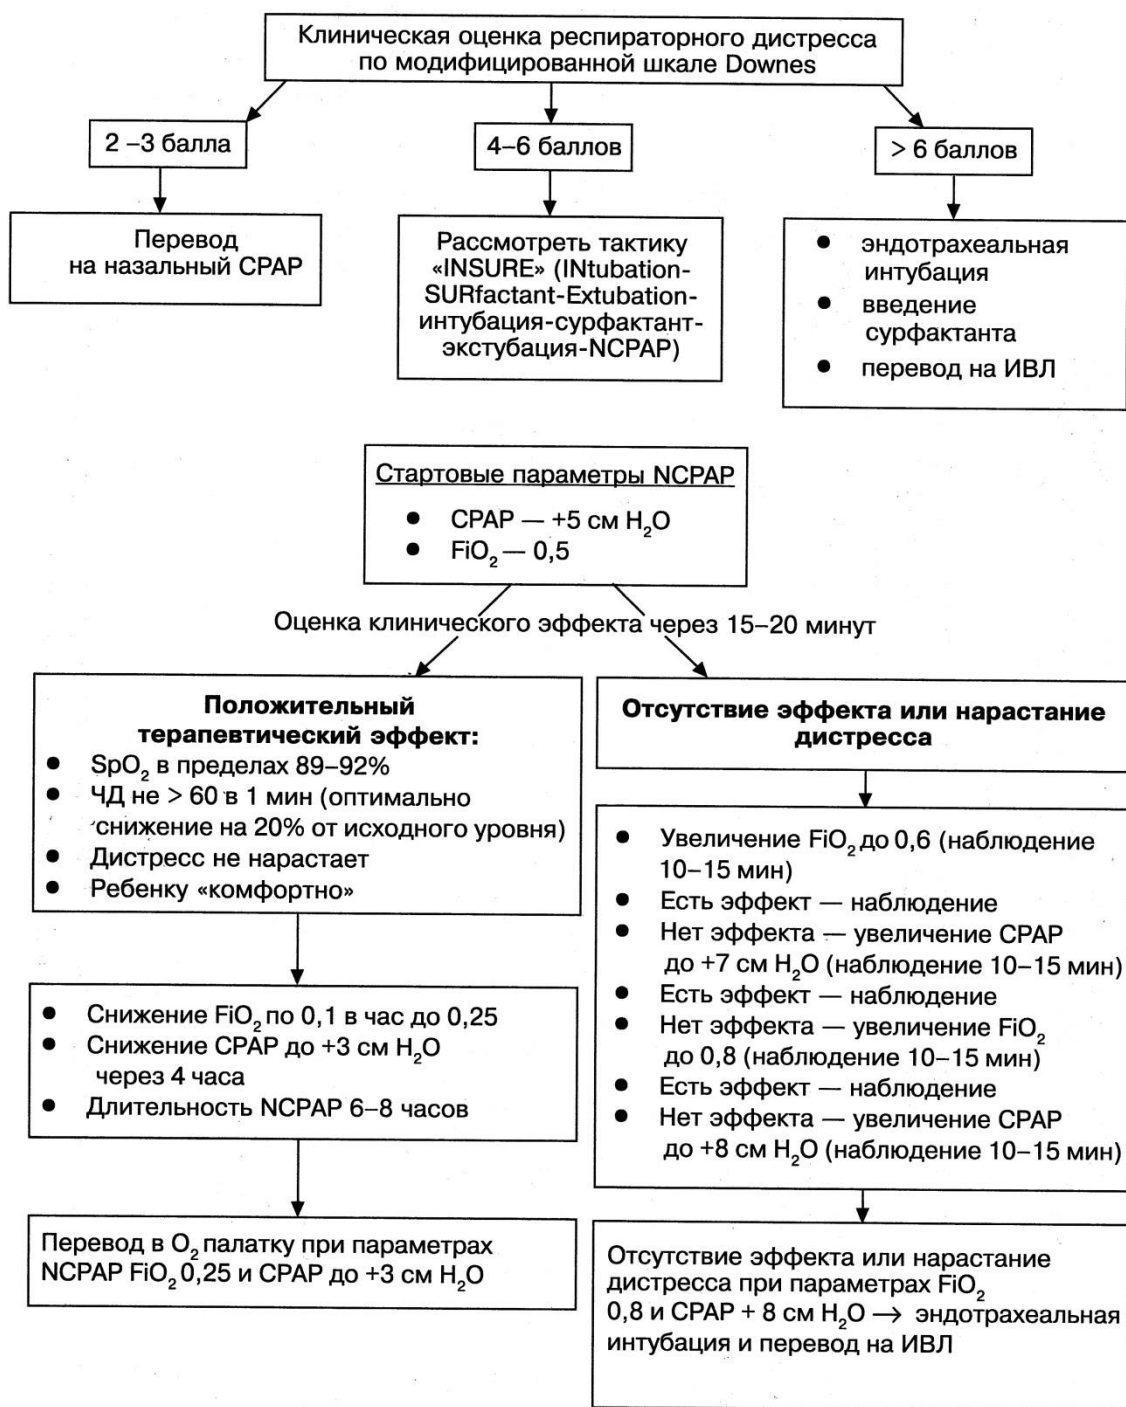 Клиническая оценка респираторного дистресса
по модифицированной шкале Downes
2 –3 балла
4–6 баллов
> 6 баллов
Перевод
на назальный CPAP
Рассмотреть тактику
«INSURE» (INtubation-
SURfactant-Extubation-
интубация-сурфактант-
экстубация-NCPAP)
● эндотрахеальная
интубация
● введение
сурфактанта
● перевод на ИВЛ
Стартовые параметры NCPAP
● CPAP — +5 см H₂O
● FiO₂ — 0,5
Оценка клинического эффекта через 15–20 минут
Положительный
терапевтический эффект:
● SpO₂ в пределах 89–92%
● ЧД не > 60 в 1 мин (оптимально
снижение на 20% от исходного уровня)
● Дистресс не нарастает
● Ребенку «комфортно»
● Снижение FiO₂ по 0,1 в час до 0,25
● Снижение CPAP до +3 см H₂O
через 4 часа
● Длительность NCPAP 6–8 часов
Перевод в O₂ палатку при параметрах
NCPAP FiO₂ 0,25 и CPAP до +3 см H₂O
Отсутствие эффекта или нарастание
дистресса
● Увеличение FiO₂ до 0,6 (наблюдение
10–15 мин)
● Есть эффект — наблюдение
● Нет эффекта — увеличение CPAP
до +7 см H₂O (наблюдение 10–15 мин)
● Есть эффект — наблюдение
● Нет эффекта — увеличение FiO₂
до 0,8 (наблюдение 10–15 мин)
● Есть эффект — наблюдение
● Нет эффекта — увеличение CPAP
до +8 см H₂O (наблюдение 10–15 мин)
Отсутствие эффекта или нарастание
дистресса при параметрах FiO₂
0,8 и CPAP + 8 см H₂O → эндотрахеальная
интубация и перевод на ИВЛ